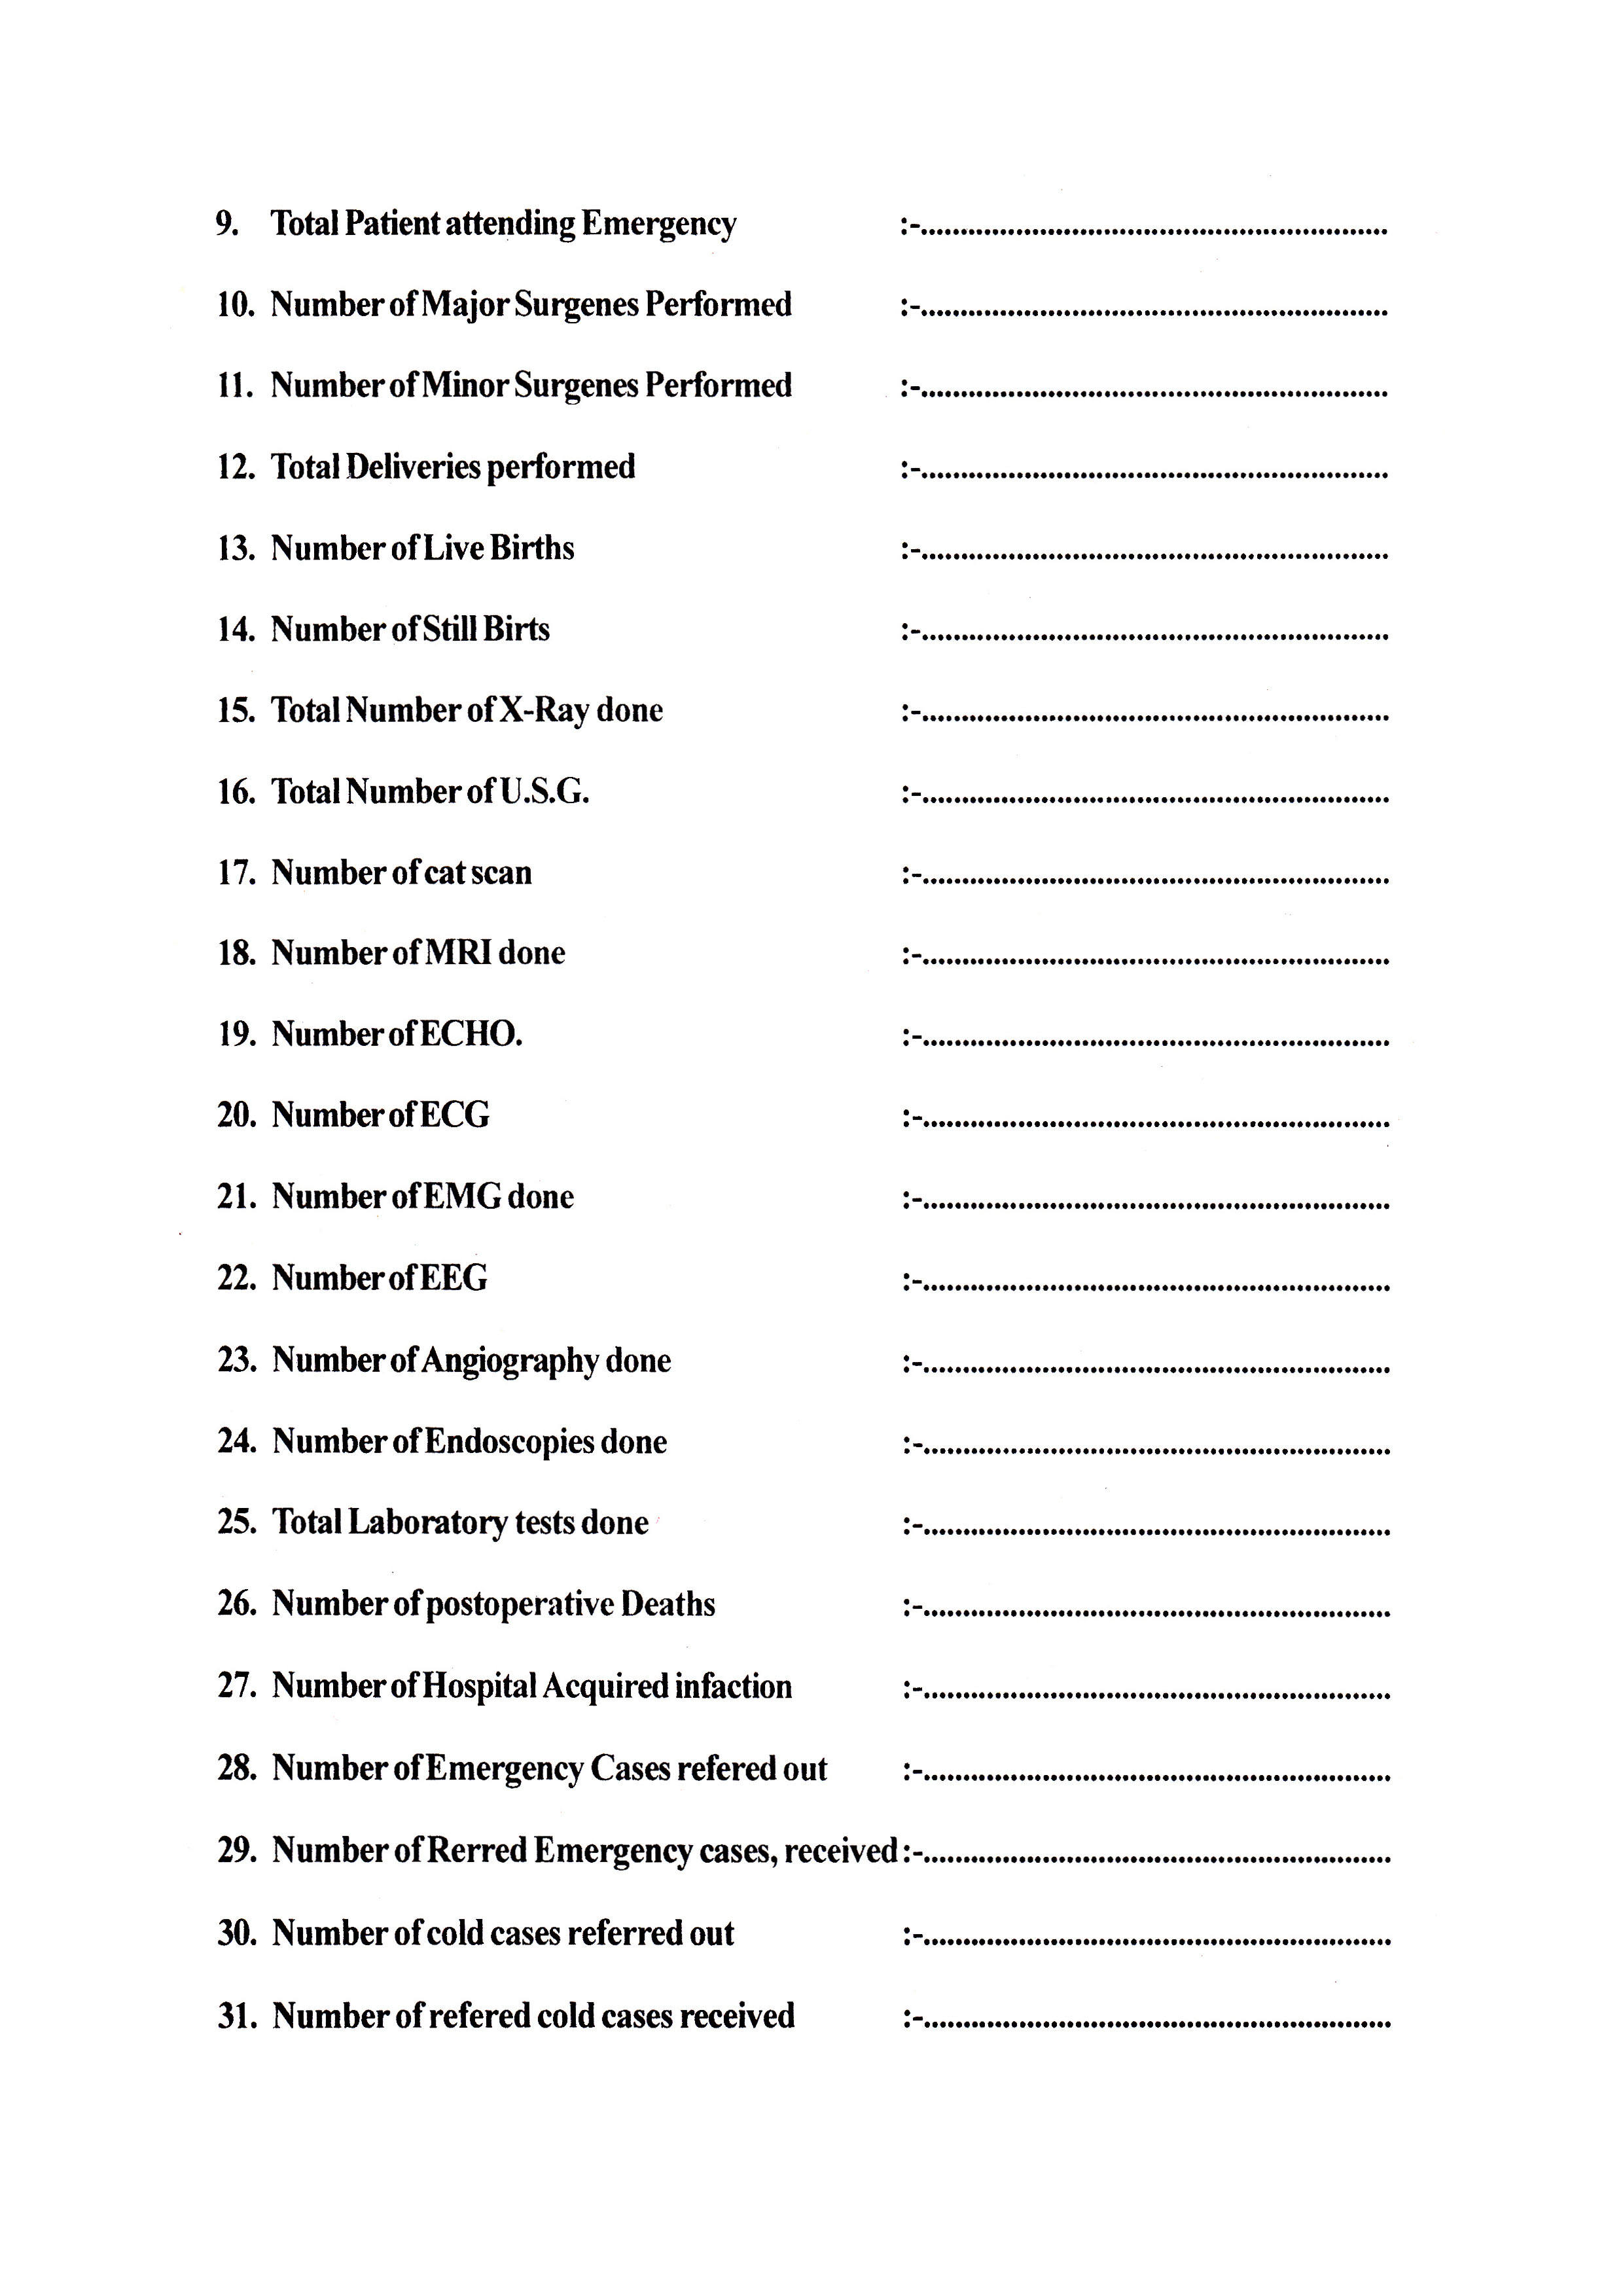 9. Total Patient attending Emergency :-..........................................................
10. Number of Major Surgenes Performed :-..........................................................
11. Number of Minor Surgenes Performed :-..........................................................
12. Total Deliveries performed :-..........................................................
13. Number of Live Births :-..........................................................
14. Number of Still Birts :-..........................................................
15. Total Number of X-Ray done :-..........................................................
16. Total Number of U.S.G. :-..........................................................
17. Number of cat scan :-..........................................................
18. Number of MRI done :-..........................................................
19. Number of ECHO. :-..........................................................
20. Number of ECG :-..........................................................
21. Number of EMG done :-..........................................................
22. Number of EEG :-..........................................................
23. Number of Angiography done :-..........................................................
24. Number of Endoscopies done :-..........................................................
25. Total Laboratory tests done :-..........................................................
26. Number of postoperative Deaths :-..........................................................
27. Number of Hospital Acquired infaction :-..........................................................
28. Number of Emergency Cases refered out :-..........................................................
29. Number of Rerred Emergency cases, received :-..........................................................
30. Number of cold cases referred out :-..........................................................
31. Number of refered cold cases received :-..........................................................